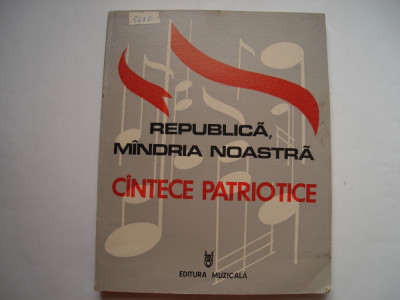 REPUBLICĂ,
MÎNDRIA NOASTRĂ
CÎNTECE PATRIOTICE
EDITURA MUZICALĂ